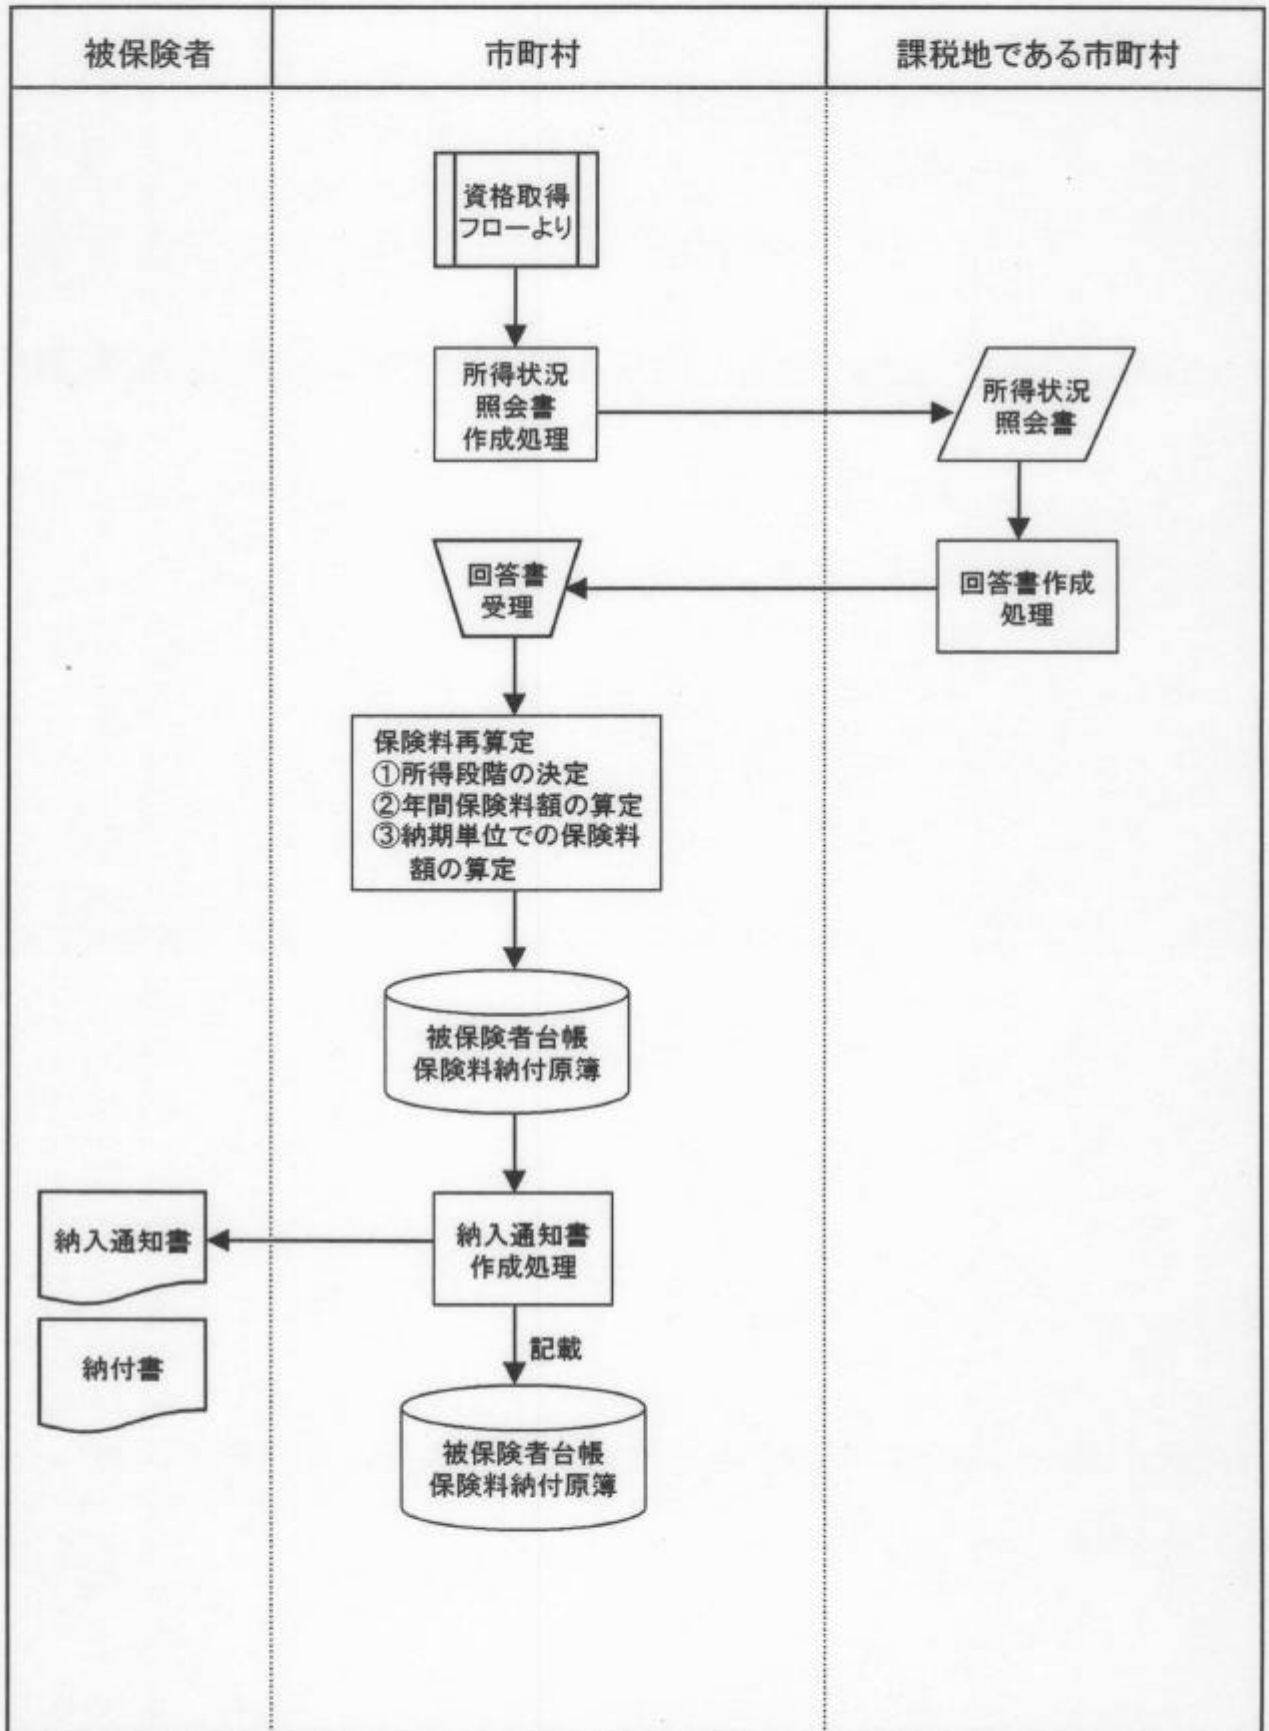 被保険者
市町村
課税地である市町村
資格取得
フローより
所得状況
照会書
作成処理
所得状況
照会書
回答書
受理
回答書作成
処理
保険料再算定
①所得段階の決定
②年間保険料額の算定
③納期単位での保険料
額の算定
被保険者台帳
保険料納付原簿
納入通知書
納入通知書
作成処理
記載
納付書
被保険者台帳
保険料納付原簿